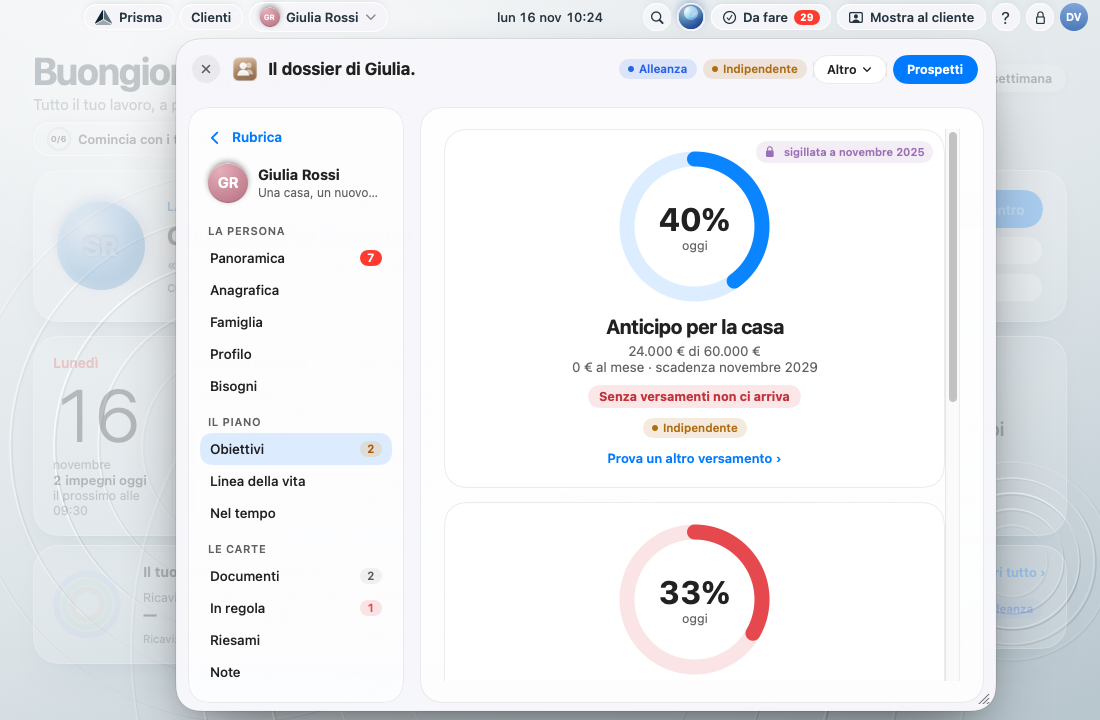 Prisma
Clienti
GR Giulia Rossi
lun 16 nov 10:24
Da fare 29
Mostra al cliente
?
DV
Buongior
Tutto il tuo lavoro, a p
settimana
0/6 Comincia con i t
SR
ntro
Lunedì
16
novembre
2 impegni oggi
il prossimo alle
09:30
Il tuo
Ricavi
Ricavi
ri tutto ›
leanza
Il dossier di Giulia.
Alleanza
Indipendente
Altro
Prospetti
Rubrica
GR
Giulia Rossi
Una casa, un nuovo...
LA PERSONA
Panoramica 7
Anagrafica
Famiglia
Profilo
Bisogni
IL PIANO
Obiettivi 2
Linea della vita
Nel tempo
LE CARTE
Documenti 2
In regola 1
Riesami
Note
sigillata a novembre 2025
40%
oggi
Anticipo per la casa
24.000 € di 60.000 €
0 € al mese · scadenza novembre 2029
Senza versamenti non ci arriva
Indipendente
Prova un altro versamento ›
33%
oggi